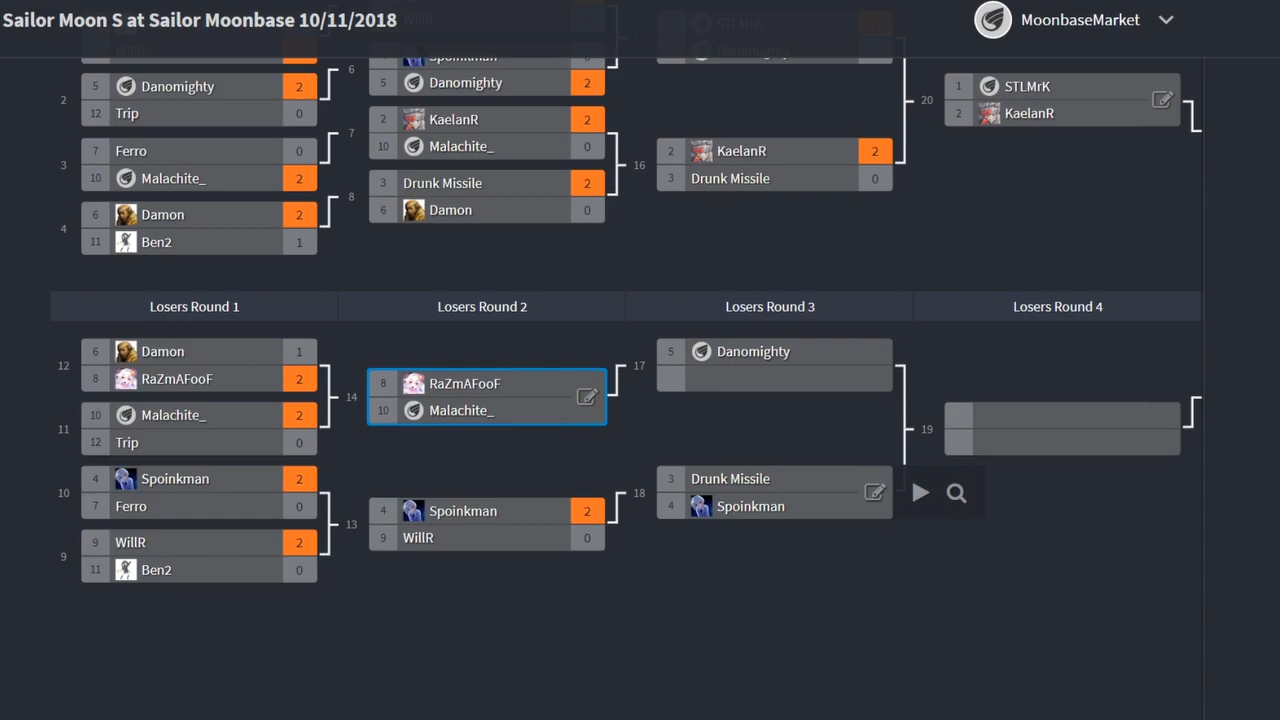 Sailor Moon S at Sailor Moonbase 10/11/2018
MoonbaseMarket
WillR
WillR
STLMrK
Danomighty
Spoinkman
2
5 Danomighty 2
12 Trip 0
3
7 Ferro 0
10 Malachite_ 2
4
6 Damon 2
11 Ben2 1
6
5 Danomighty 2
7
2 KaelanR 2
10 Malachite_ 0
8
3 Drunk Missile 2
6 Damon 0
16
2 KaelanR 2
3 Drunk Missile 0
20
1 STLMrK
2 KaelanR
Losers Round 1
Losers Round 2
Losers Round 3
Losers Round 4
12
6 Damon 1
8 RaZmAFooF 2
11
10 Malachite_ 2
12 Trip 0
10
4 Spoinkman 2
7 Ferro 0
9
9 WillR 2
11 Ben2 0
14
8 RaZmAFooF
10 Malachite_
13
4 Spoinkman 2
9 WillR 0
17
5 Danomighty
18
3 Drunk Missile
4 Spoinkman
19